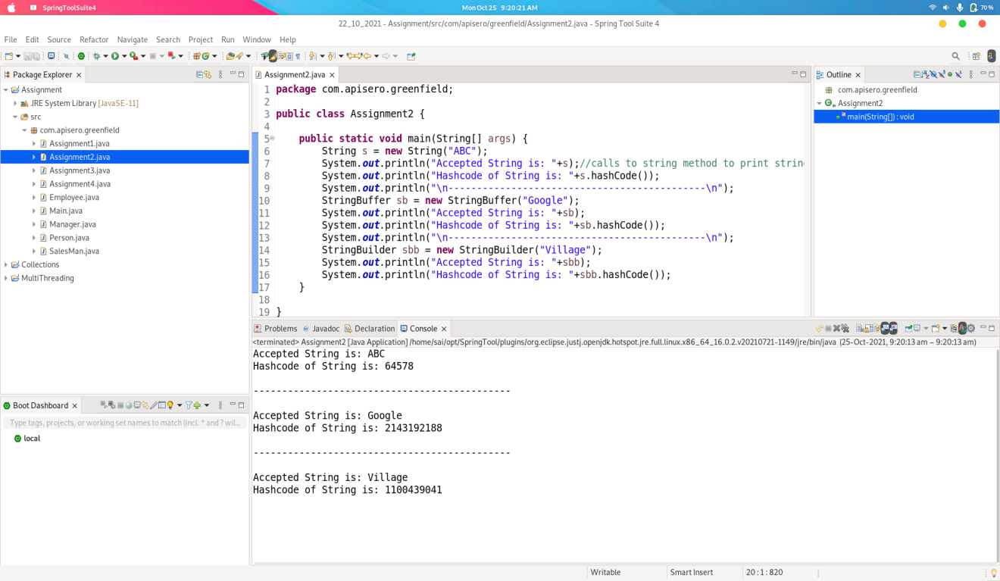 SpringToolSuite4
Mon Oct 25 9:20:21 AM
70 %
22_10_2021 - Assignment/src/com/apisero/greenfield/Assignment2.java - Spring Tool Suite 4
File Edit Source Refactor Navigate Search Project Run Window Help
Package Explorer
Assignment
JRE System Library [JavaSE-11]
src
com.apisero.greenfield
Assignment1.java
Assignment2.java
Assignment3.java
Assignment4.java
Employee.java
Main.java
Manager.java
Person.java
SalesMan.java
Collections
MultiThreading
Assignment2.java
1 package com.apisero.greenfield;
2
3 public class Assignment2 {
4
5 public static void main(String[] args) {
6 String s = new String("ABC");
7 System.out.println("Accepted String is: "+s);//calls to string method to print strin
8 System.out.println("Hashcode of String is: "+s.hashCode());
9 System.out.println("\n---------------------------------------------\n");
10 StringBuffer sb = new StringBuffer("Google");
11 System.out.println("Accepted String is: "+sb);
12 System.out.println("Hashcode of String is: "+sb.hashCode());
13 System.out.println("\n---------------------------------------------\n");
14 StringBuilder sbb = new StringBuilder("Village");
15 System.out.println("Accepted String is: "+sbb);
16 System.out.println("Hashcode of String is: "+sbb.hashCode());
17 }
18
19 }
Outline
com.apisero.greenfield
Assignment2
main(String[]) : void
Problems Javadoc Declaration Console
<terminated> Assignment2 [Java Application] /home/sai/opt/SpringTool/plugins/org.eclipse.justj.openjdk.hotspot.jre.full.linux.x86_64_16.0.2.v20210721-1149/jre/bin/java (25-Oct-2021, 9:20:13 am – 9:20:13 am)
Accepted String is: ABC
Hashcode of String is: 64578
---------------------------------------------
Accepted String is: Google
Hashcode of String is: 2143192188
---------------------------------------------
Accepted String is: Village
Hashcode of String is: 1100439041
Boot Dashboard
Type tags, projects, or working set names to match (incl. * and ? wil...
local
Writable
Smart Insert
20 : 1 : 820